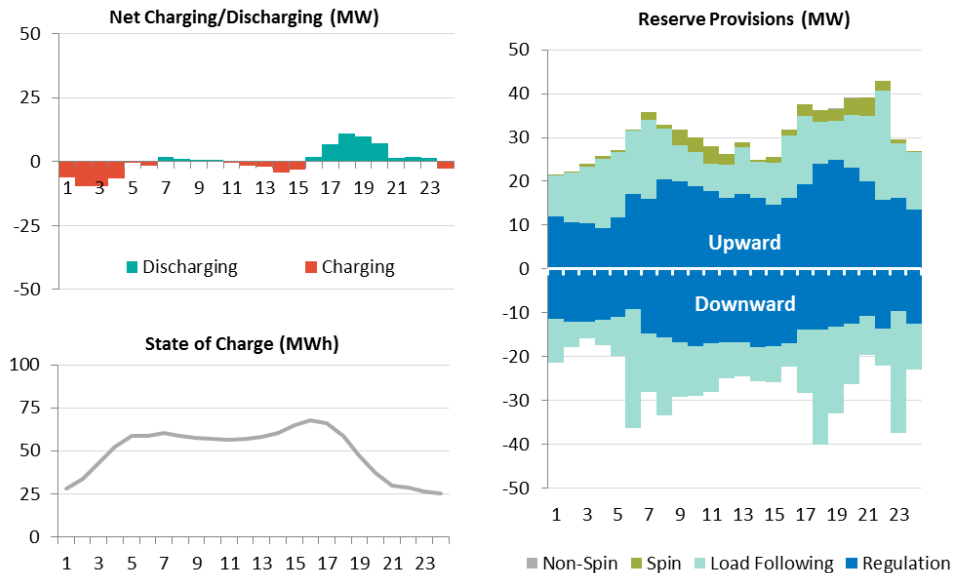 Net Charging/Discharging (MW)
50
25
0
1 3 5 7 9 11 13 15 17 19 21 23
-25
Discharging Charging
-50
State of Charge (MWh)
100
75
50
25
0
1 3 5 7 9 11 13 15 17 19 21 23
Reserve Provisions (MW)
50
40
30
20
10
Upward
0
Downward
-10
-20
-30
-40
-50
1 3 5 7 9 11 13 15 17 19 21 23
Non-Spin Spin Load Following Regulation